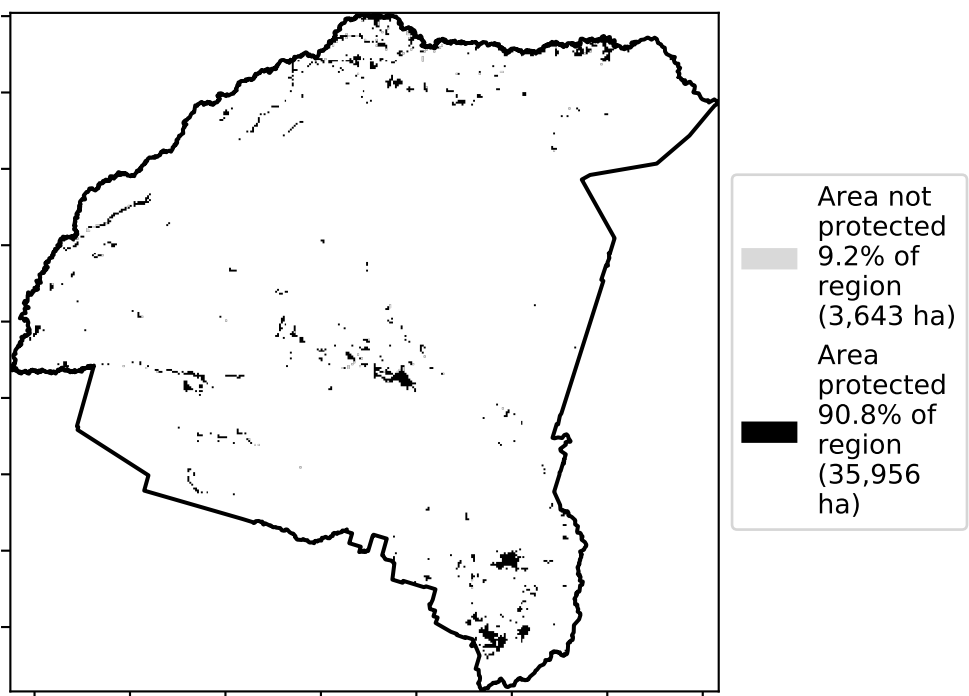 Area not
protected
9.2% of
region
(3,643 ha)
Area
protected
90.8% of
region
(35,956
ha)